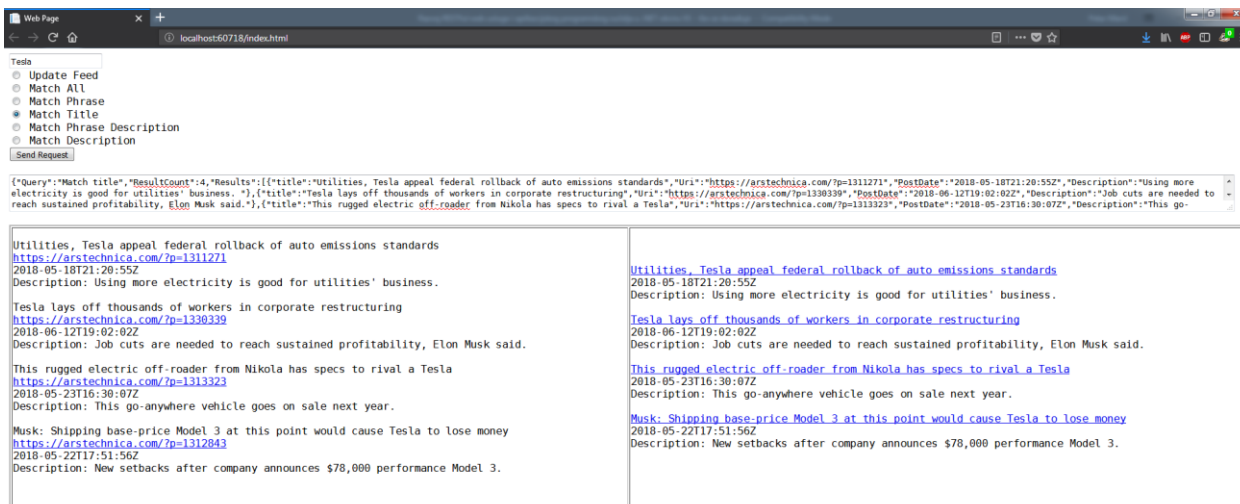 Web Page
localhost:60718/index.html
Tesla
Update Feed
Match All
Match Phrase
Match Title
Match Phrase Description
Match Description
Send Request
{"Query":"Match title","ResultCount":4,"Results":[{"title":"Utilities, Tesla appeal federal rollback of auto emissions standards","Uri":"https://arstechnica.com/?p=1311271","PostDate":"2018-05-18T21:20:55Z","Description":"Using more
electricity is good for utilities' business. "},{"title":"Tesla lays off thousands of workers in corporate restructuring","Uri":"https://arstechnica.com/?p=1330339","PostDate":"2018-06-12T19:02:02Z","Description":"Job cuts are needed to
reach sustained profitability, Elon Musk said."},{"title":"This rugged electric off-roader from Nikola has specs to rival a Tesla","Uri":"https://arstechnica.com/?p=1313323","PostDate":"2018-05-23T16:30:07Z","Description":"This go-
Utilities, Tesla appeal federal rollback of auto emissions standards
https://arstechnica.com/?p=1311271
2018-05-18T21:20:55Z
Description: Using more electricity is good for utilities' business.
Tesla lays off thousands of workers in corporate restructuring
https://arstechnica.com/?p=1330339
2018-06-12T19:02:02Z
Description: Job cuts are needed to reach sustained profitability, Elon Musk said.
This rugged electric off-roader from Nikola has specs to rival a Tesla
https://arstechnica.com/?p=1313323
2018-05-23T16:30:07Z
Description: This go-anywhere vehicle goes on sale next year.
Musk: Shipping base-price Model 3 at this point would cause Tesla to lose money
https://arstechnica.com/?p=1312843
2018-05-22T17:51:56Z
Description: New setbacks after company announces $78,000 performance Model 3.
Utilities, Tesla appeal federal rollback of auto emissions standards
2018-05-18T21:20:55Z
Description: Using more electricity is good for utilities' business.
Tesla lays off thousands of workers in corporate restructuring
2018-06-12T19:02:02Z
Description: Job cuts are needed to reach sustained profitability, Elon Musk said.
This rugged electric off-roader from Nikola has specs to rival a Tesla
2018-05-23T16:30:07Z
Description: This go-anywhere vehicle goes on sale next year.
Musk: Shipping base-price Model 3 at this point would cause Tesla to lose money
2018-05-22T17:51:56Z
Description: New setbacks after company announces $78,000 performance Model 3.